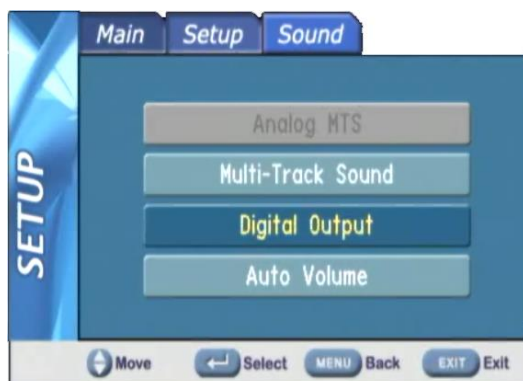 Main Setup Sound
SETUP
Analog MTS
Multi-Track Sound
Digital Output
Auto Volume
Move Select MENU Back EXIT Exit